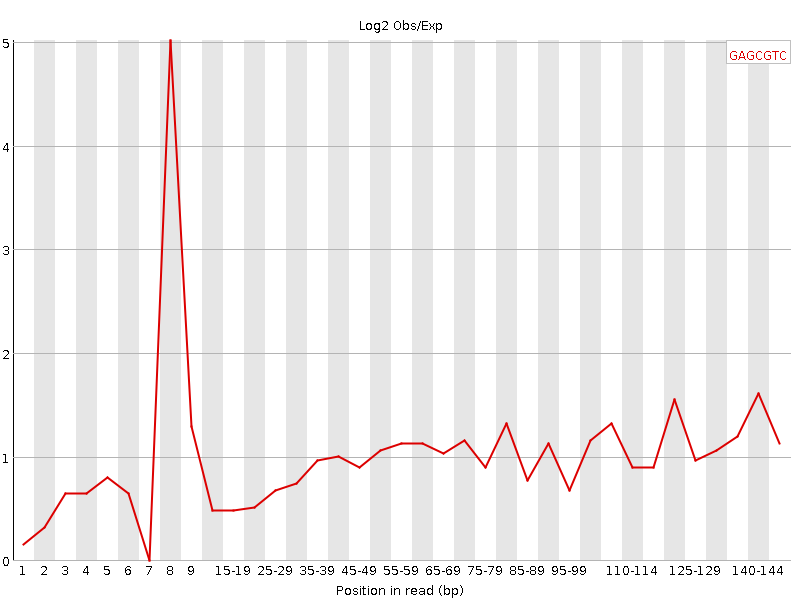 Log2 Obs/Exp
GAGCGTC
5
4
3
2
1
0
1 2 3 4 5 6 7 8 9 15-19 25-29 35-39 45-49 55-59 65-69 75-79 85-89 95-99 110-114 125-129 140-144
Position in read (bp)